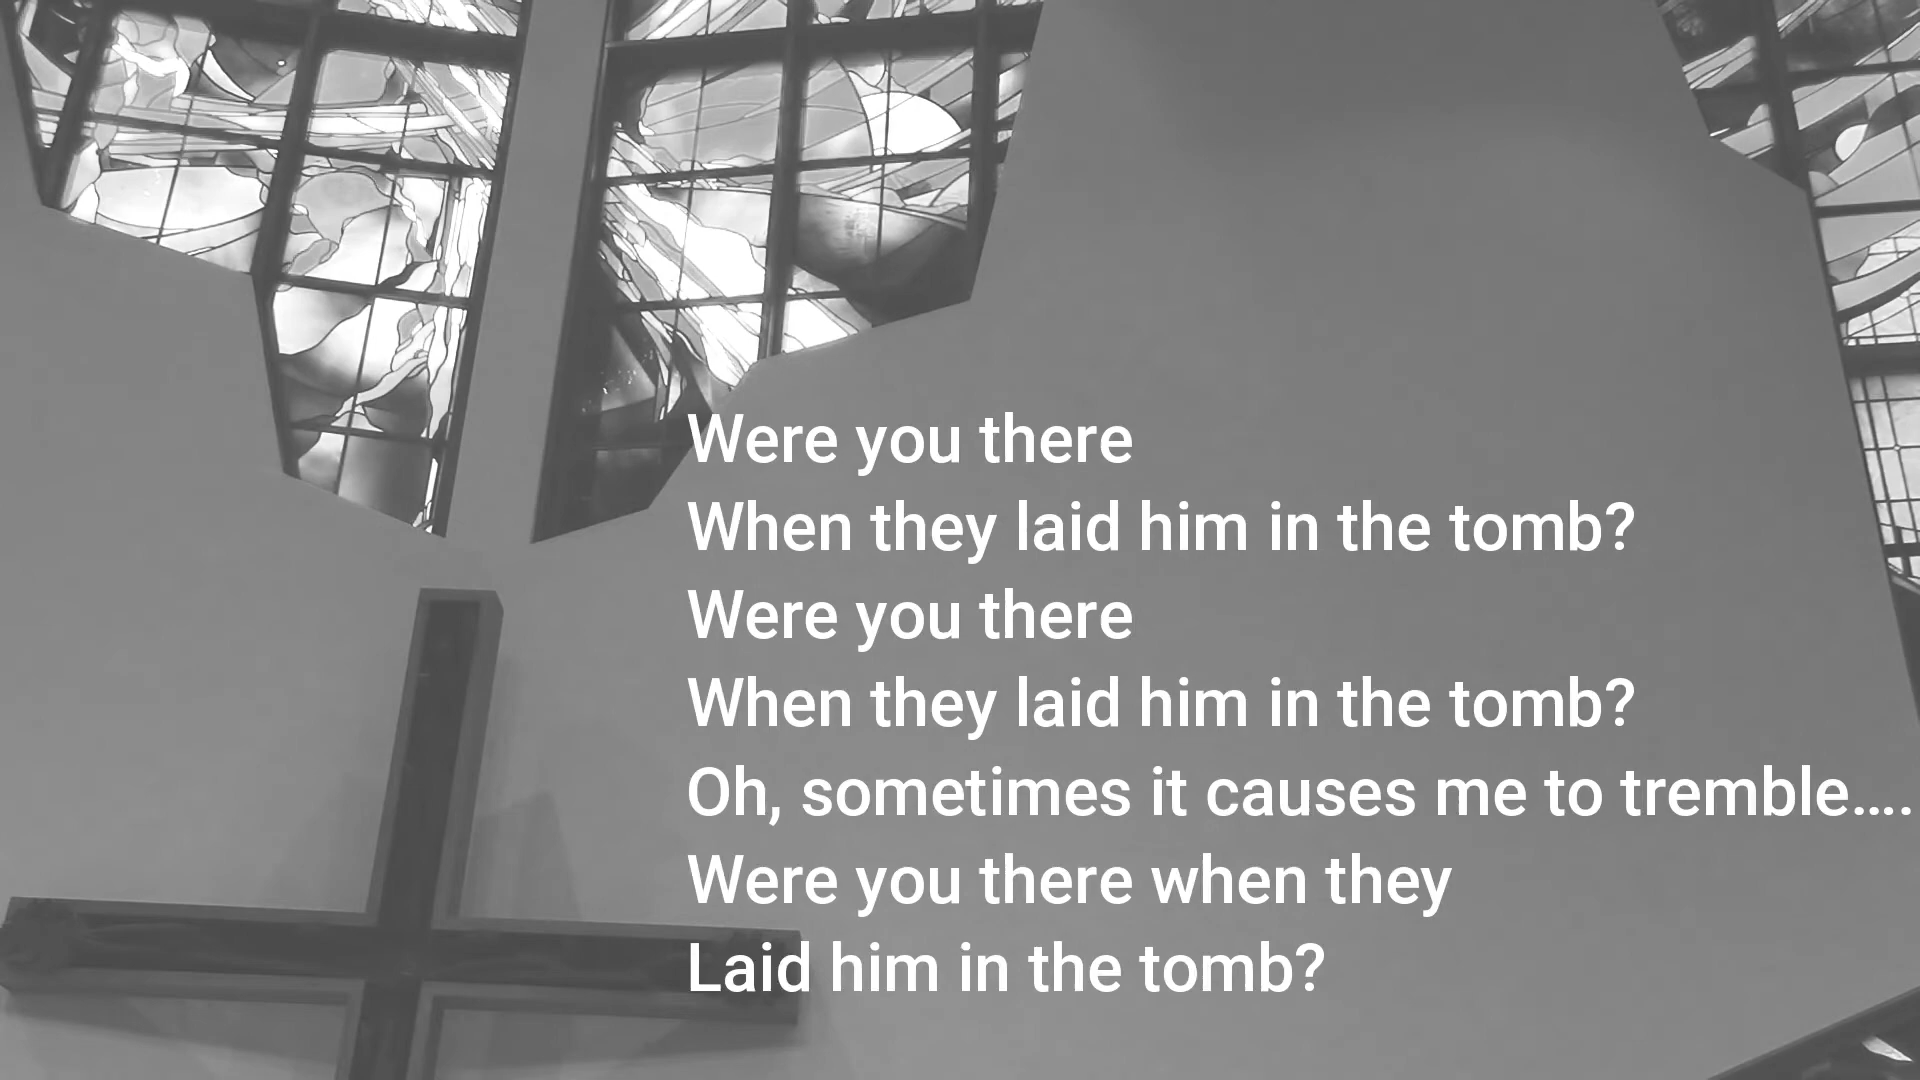 Were you there
When they laid him in the tomb?
Were you there
When they laid him in the tomb?
Oh, sometimes it causes me to tremble....
Were you there when they
Laid him in the tomb?